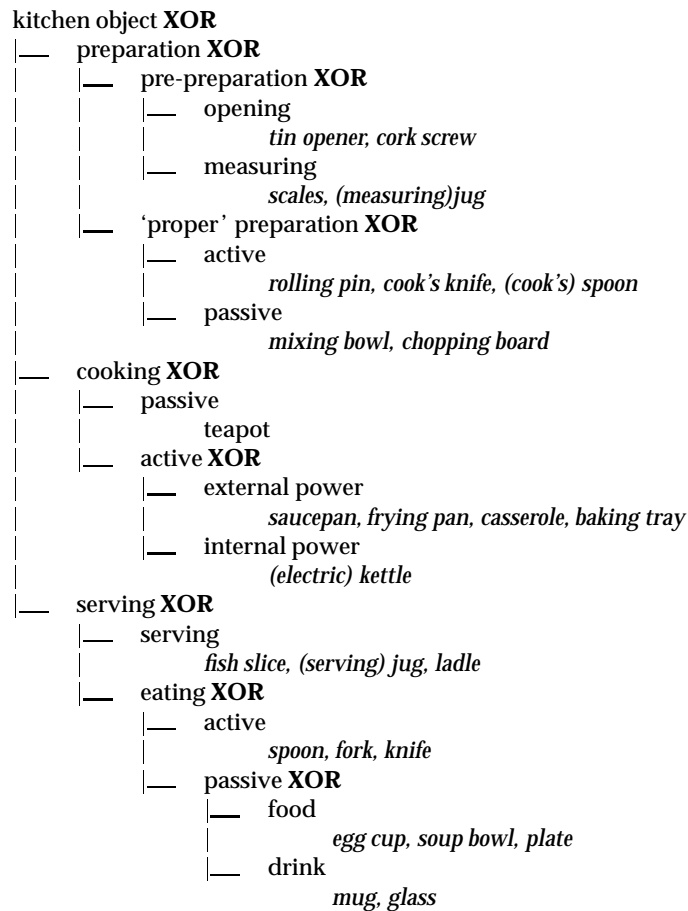 kitchen object XOR
preparation XOR
pre-preparation XOR
opening
tin opener, cork screw
measuring
scales, (measuring)jug
‘proper’ preparation XOR
active
rolling pin, cook's knife, (cook's) spoon
passive
mixing bowl, chopping board
cooking XOR
passive
teapot
active XOR
external power
saucepan, frying pan, casserole, baking tray
internal power
(electric) kettle
serving XOR
serving
fish slice, (serving) jug, ladle
eating XOR
active
spoon, fork, knife
passive XOR
food
egg cup, soup bowl, plate
drink
mug, glass